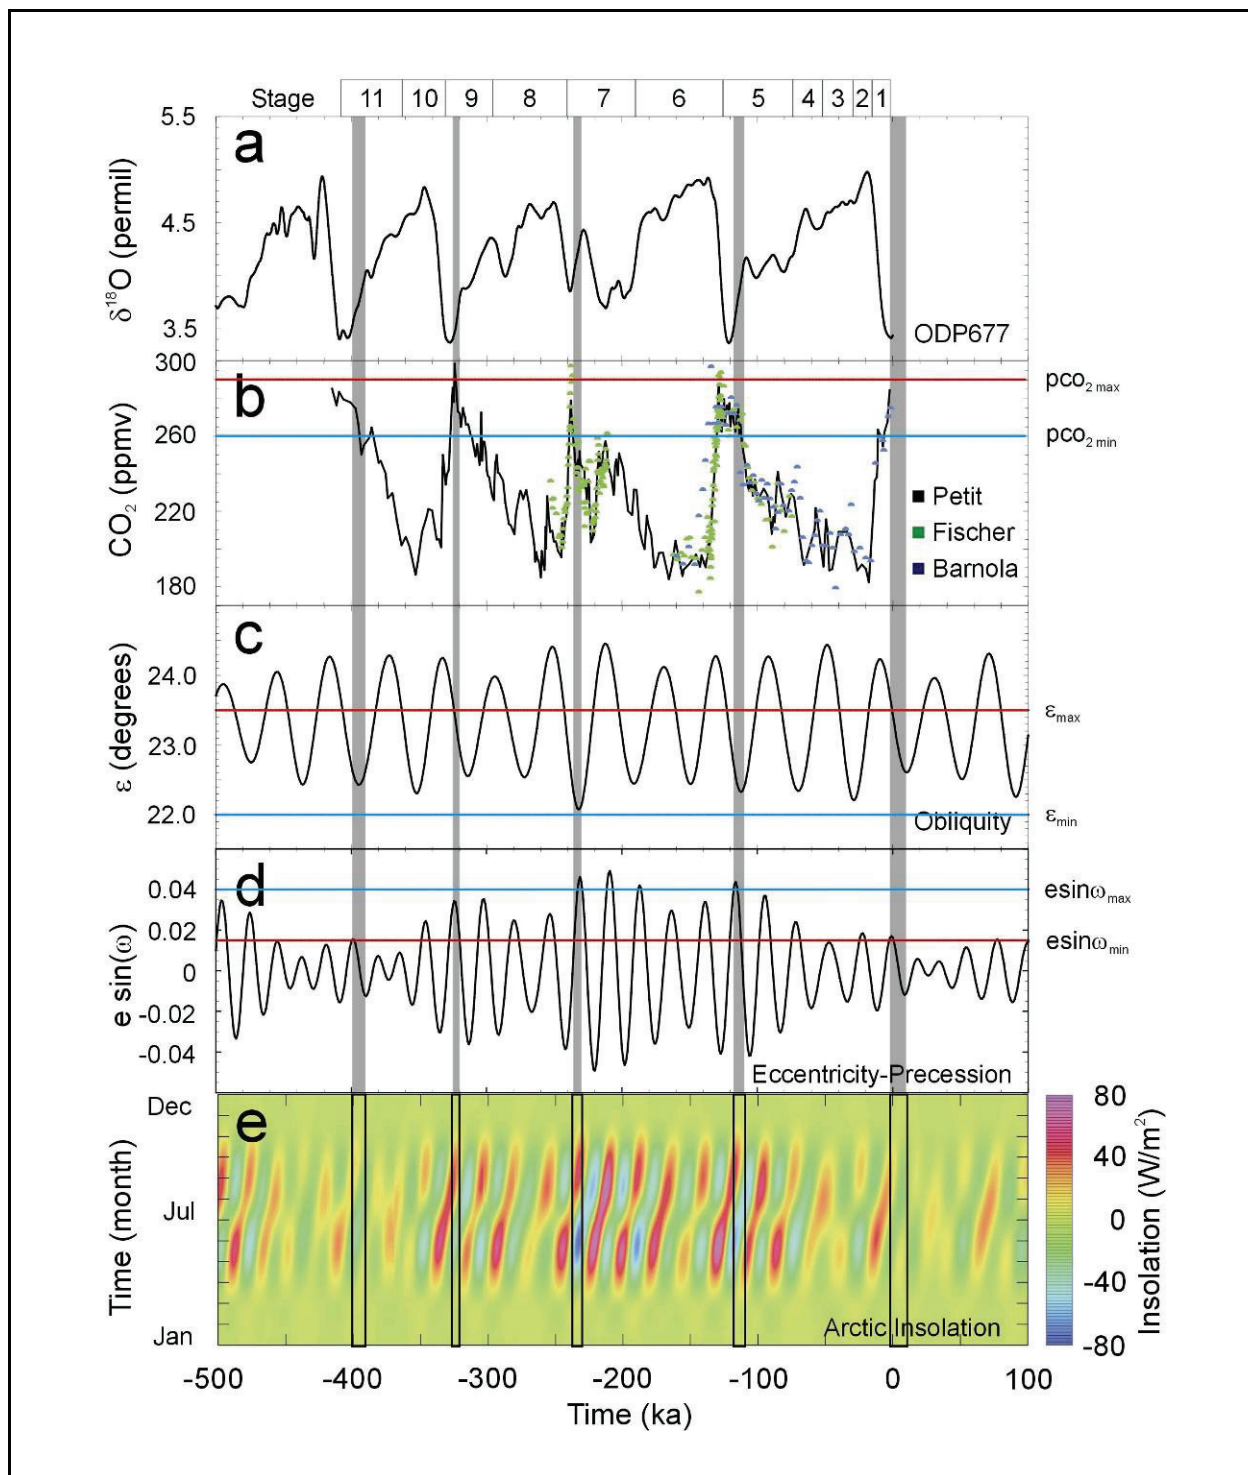 Stage 11 10 9 8 7 6 5 4 3 2 1
a
5.5
4.5
3.5
δ¹⁸O (permil)
ODP677
b
300
260
220
180
CO₂ (ppmv)
pco₂ max
pco₂ min
Petit
Fischer
Barnola
c
24.0
23.0
22.0
ε (degrees)
εmax
εmin
Obliquity
d
0.04
0.02
0
-0.02
-0.04
e sin(ω)
esinωmax
esinωmin
Eccentricity-Precession
e
Dec
Jul
Jan
Time (month)
Arctic Insolation
80
40
0
-40
-80
Insolation (W/m²)
-500 -400 -300 -200 -100 0 100
Time (ka)